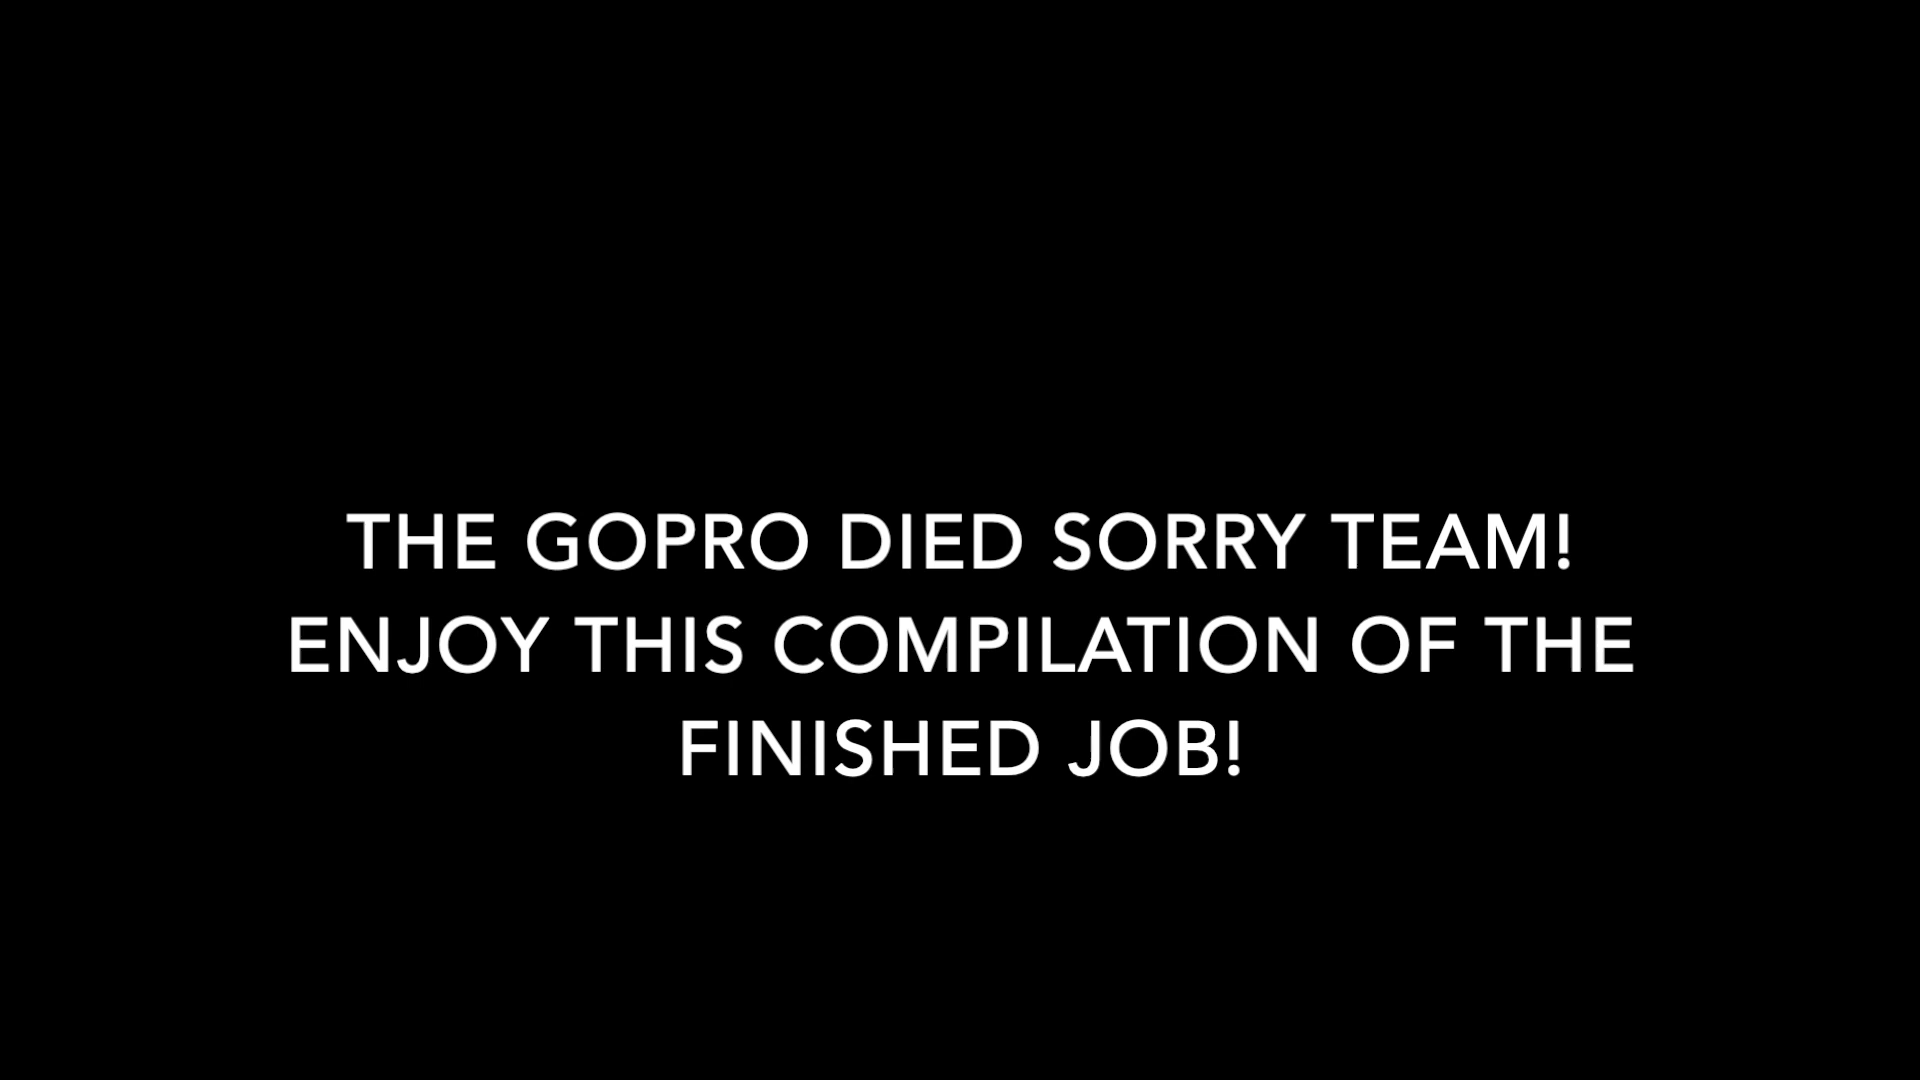 THE GOPRO DIED SORRY TEAM!
ENJOY THIS COMPILATION OF THE
FINISHED JOB!